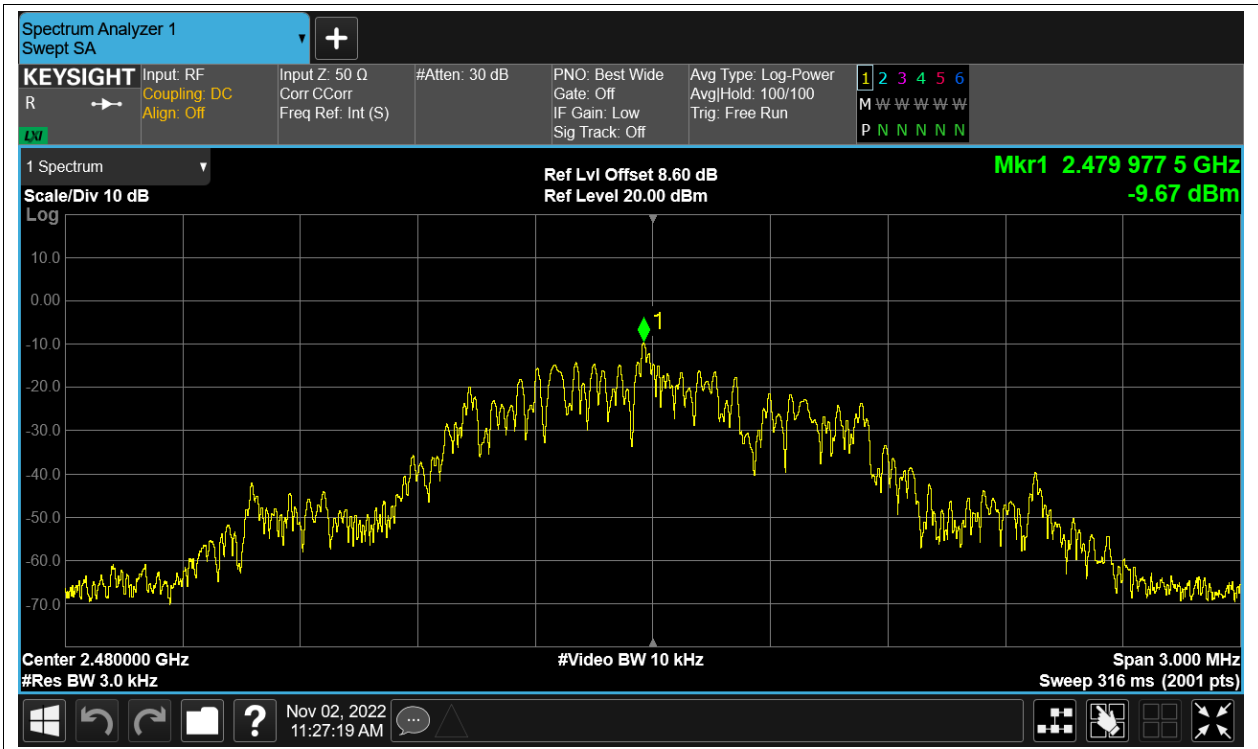 Spectrum Analyzer 1
Swept SA
+
KEYSIGHT
R
LXI
Input: RF
Coupling: DC
Align: Off
Input Z: 50 Ω
Corr CCorr
Freq Ref: Int (S)
#Atten: 30 dB
PNO: Best Wide
Gate: Off
IF Gain: Low
Sig Track: Off
Avg Type: Log-Power
Avg|Hold: 100/100
Trig: Free Run
1 2 3 4 5 6
M W W W W W
P N N N N N
1 Spectrum
Scale/Div 10 dB
Log
Ref Lvl Offset 8.60 dB
Ref Level 20.00 dBm
Mkr1 2.479 977 5 GHz
-9.67 dBm
10.0
0.00
1
-10.0
-20.0
-30.0
-40.0
-50.0
-60.0
-70.0
Center 2.480000 GHz
#Res BW 3.0 kHz
#Video BW 10 kHz
Span 3.000 MHz
Sweep 316 ms (2001 pts)
?
Nov 02, 2022
11:27:19 AM